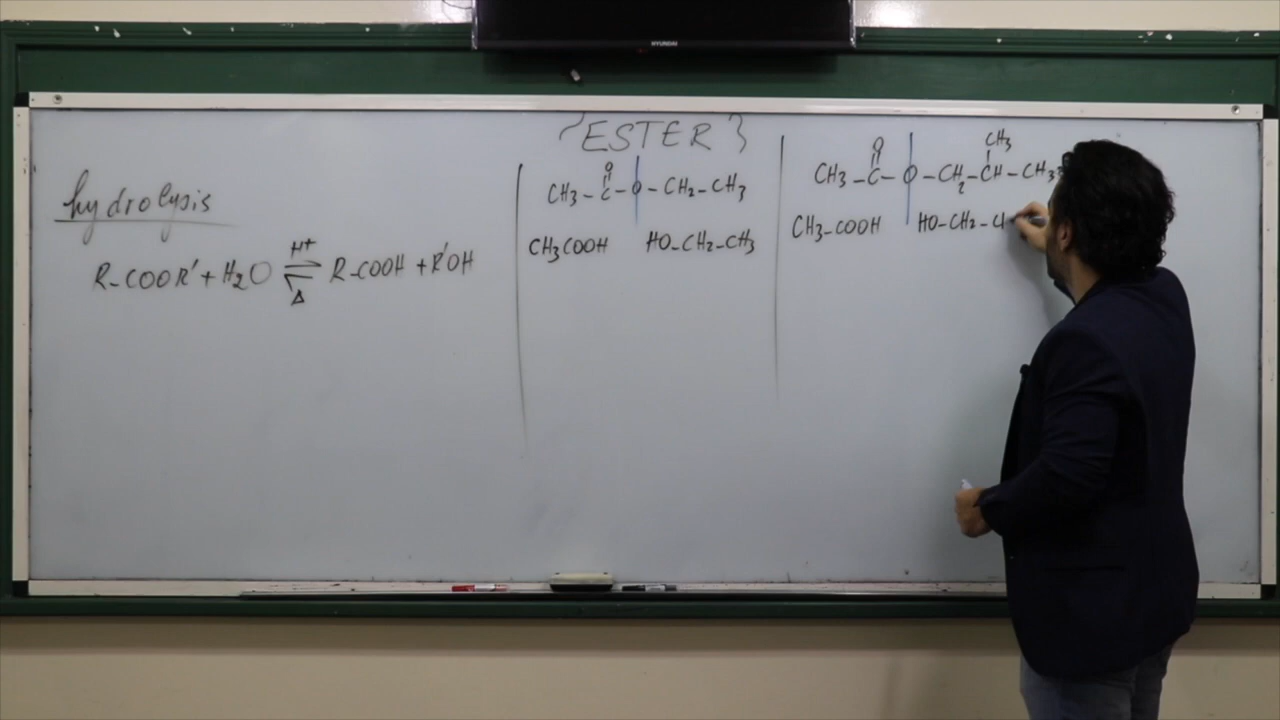 HYUNDAI
{ESTER}
hydrolysis
R-COOR' + H₂O ⇌ R-COOH + R'OH
H⁺
Δ
O
CH₃-C-O-CH₂-CH₃
CH₃COOH HO-CH₂-CH₃
CH₃
O
CH₃-C-O-CH₂-CH-CH₃
CH₃-COOH HO-CH₂-C